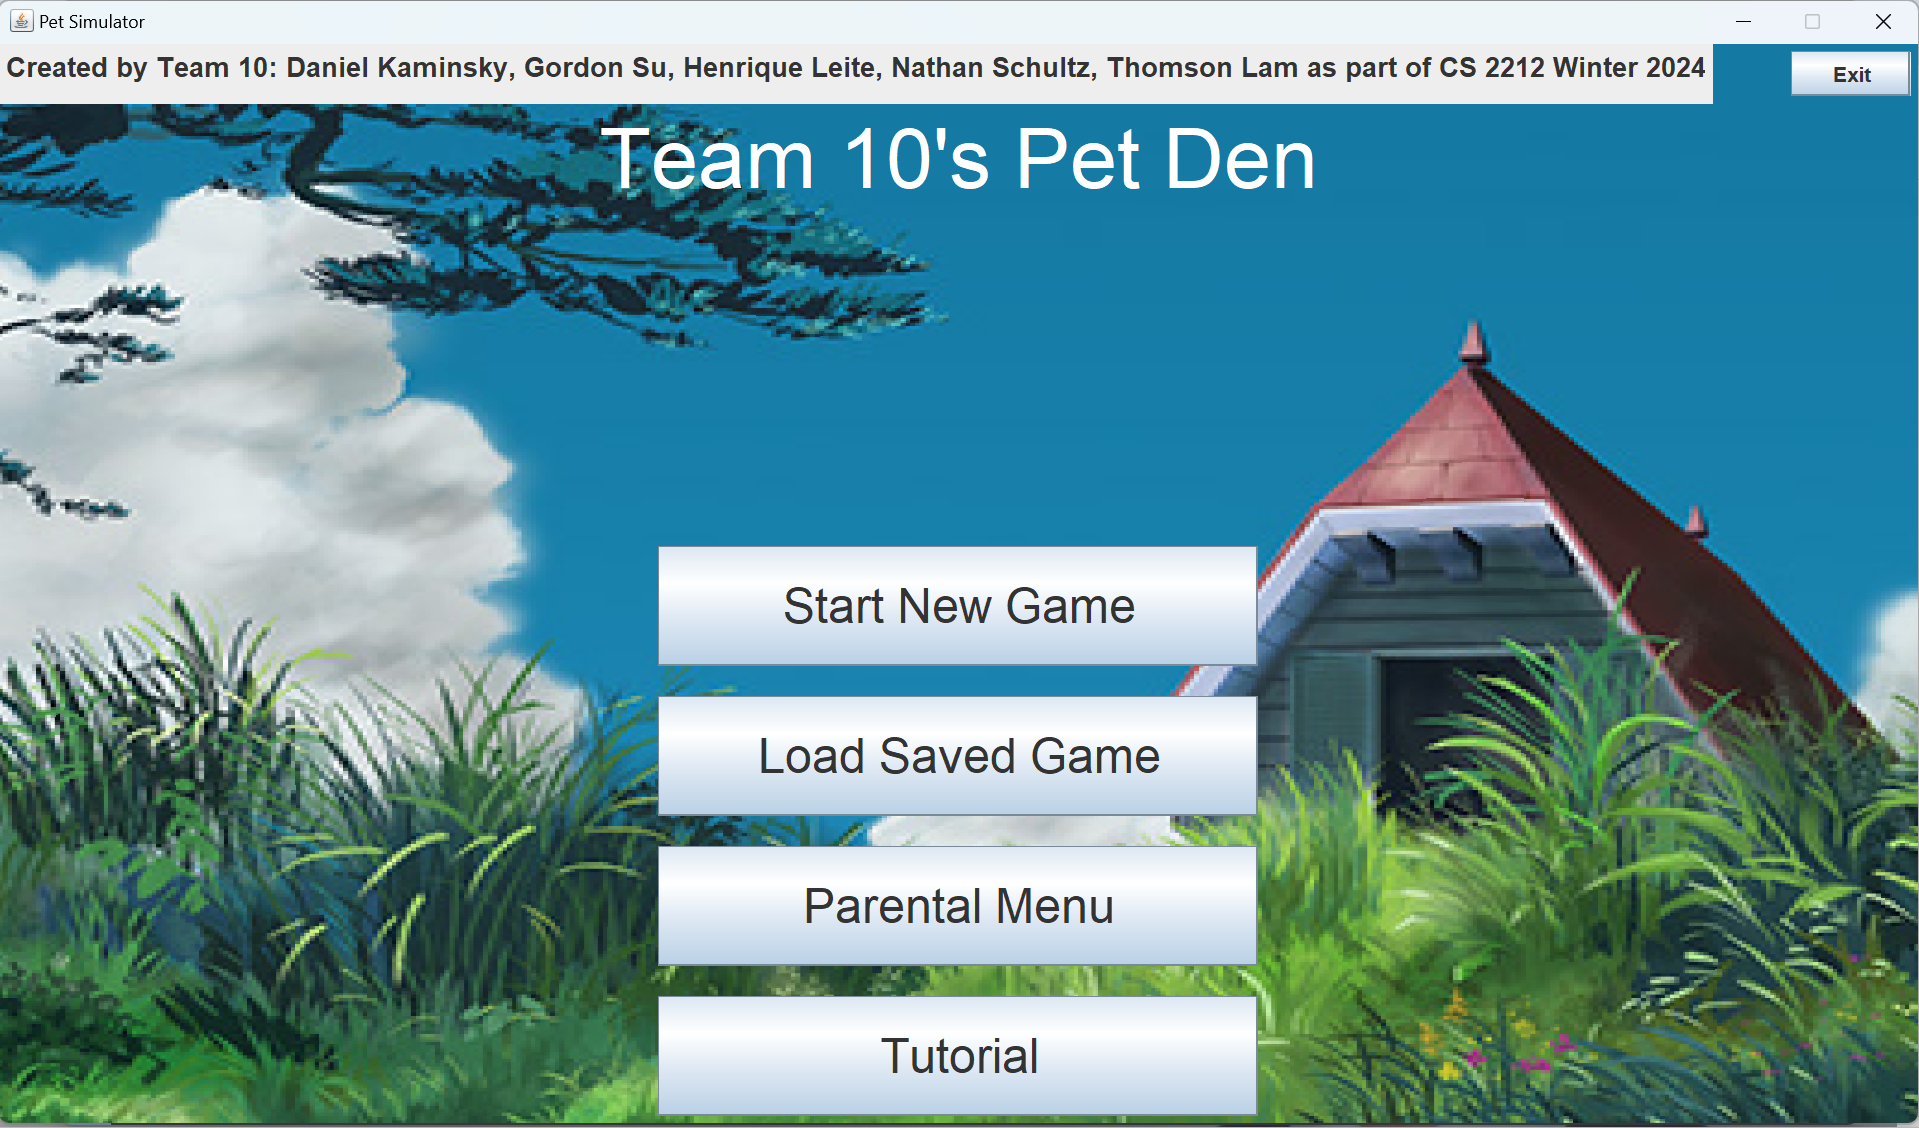 Pet Simulator
Created by Team 10: Daniel Kaminsky, Gordon Su, Henrique Leite, Nathan Schultz, Thomson Lam as part of CS 2212 Winter 2024
Exit
Team 10's Pet Den
Start New Game
Load Saved Game
Parental Menu
Tutorial